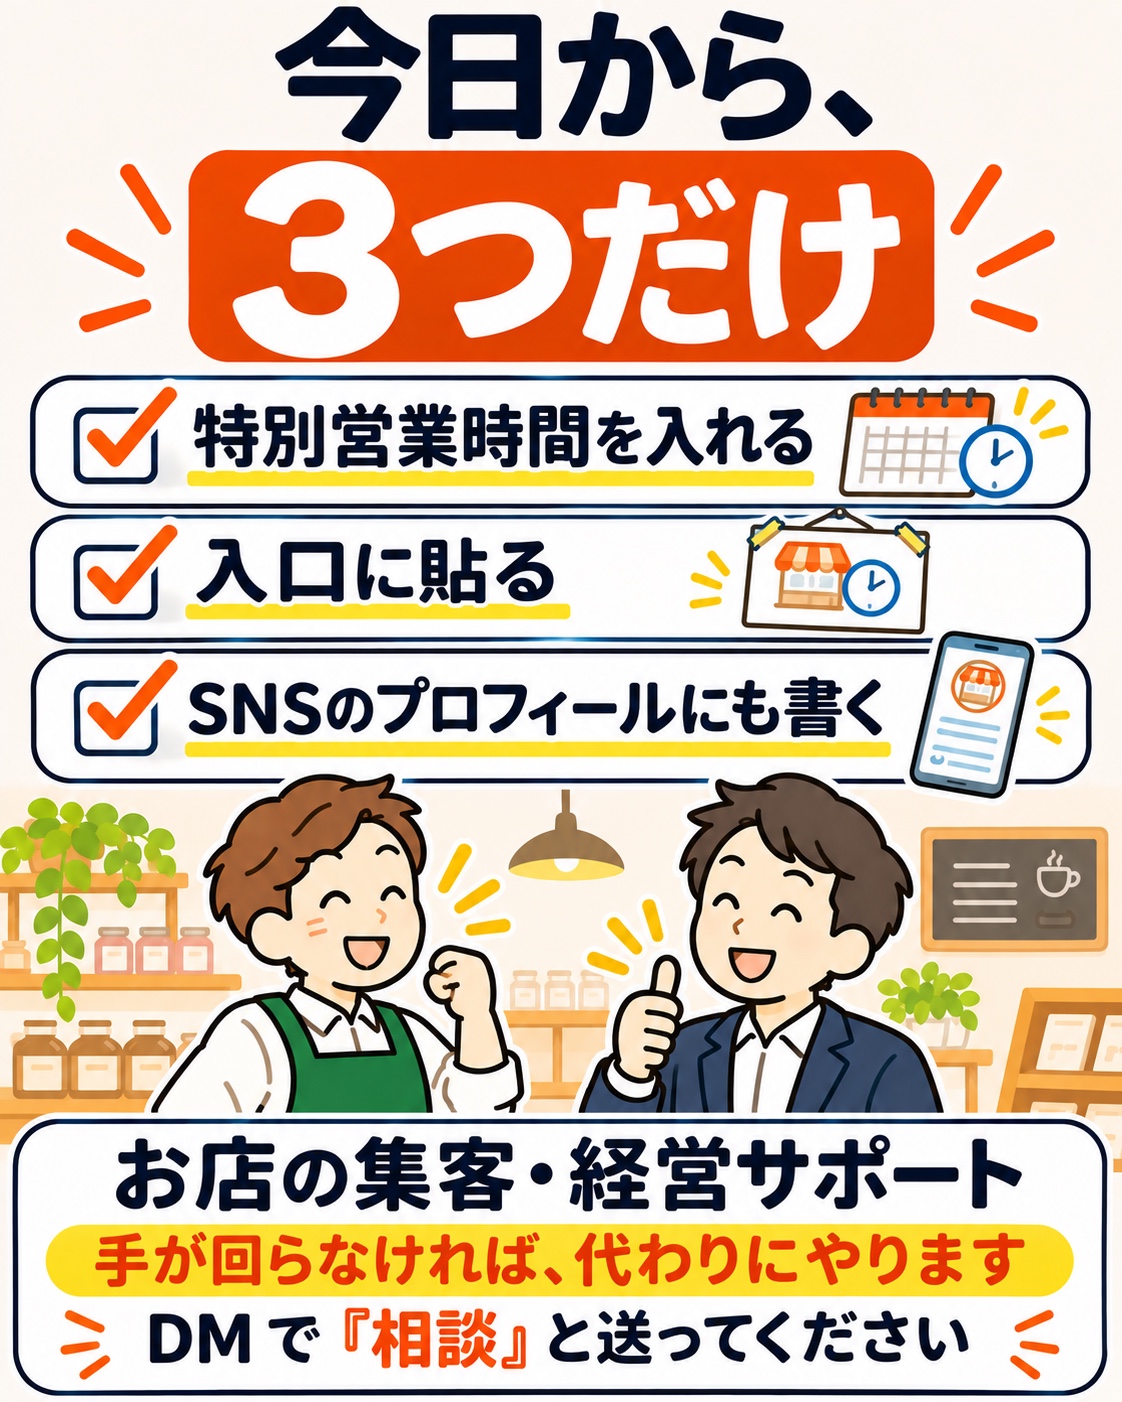 今日から、
3つだけ
特別営業時間を入れる
入口に貼る
SNSのプロフィールにも書く
お店の集客・経営サポート
手が回らなければ、代わりにやります
DMで『相談』と送ってください